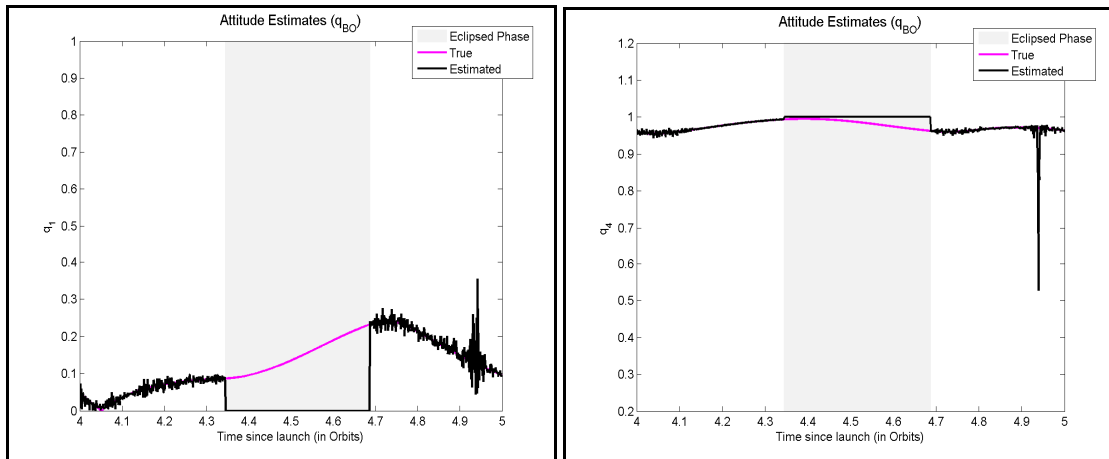 Attitude Estimates (qBO)
Eclipsed Phase
True
Estimated
1
0.9
0.8
0.7
0.6
0.5
0.4
0.3
0.2
0.1
0
q1
4 4.1 4.2 4.3 4.4 4.5 4.6 4.7 4.8 4.9 5
Time since launch (in Orbits)
Attitude Estimates (qBO)
Eclipsed Phase
True
Estimated
1.2
1.1
1
0.9
0.8
0.7
0.6
0.5
0.4
0.3
0.2
q4
4 4.1 4.2 4.3 4.4 4.5 4.6 4.7 4.8 4.9 5
Time since launch (in Orbits)